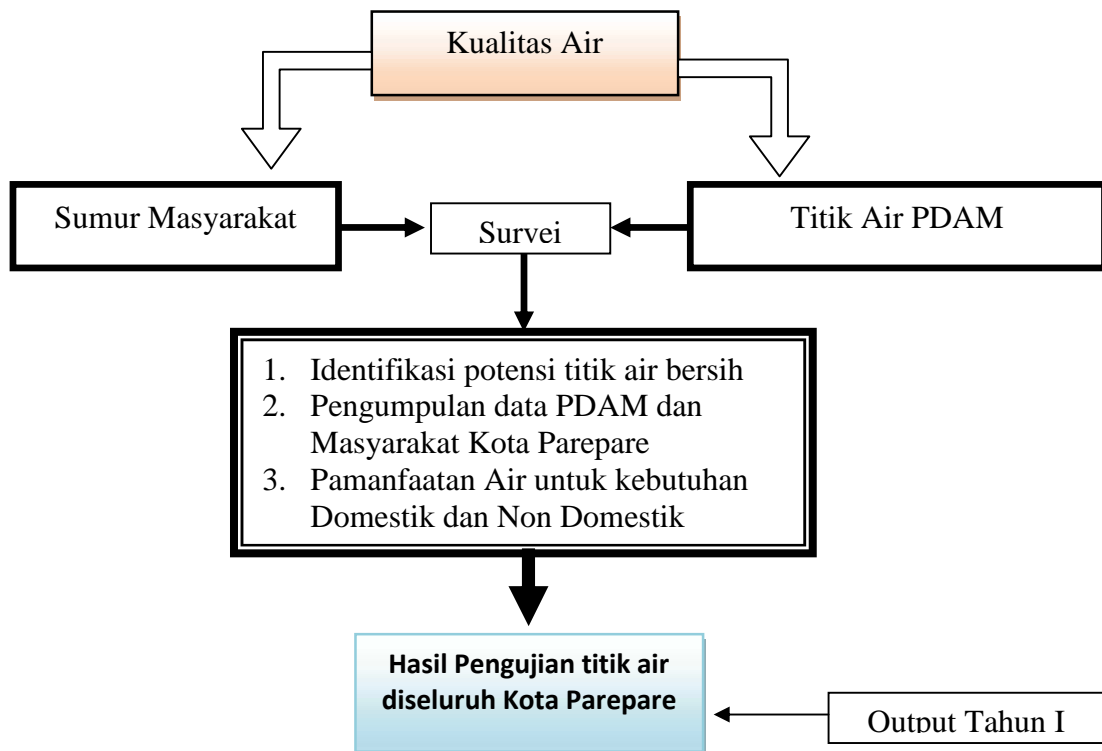 Kualitas Air
Sumur Masyarakat
Survei
Titik Air PDAM
1. Identifikasi potensi titik air bersih
2. Pengumpulan data PDAM dan
Masyarakat Kota Parepare
3. Pamanfaatan Air untuk kebutuhan
Domestik dan Non Domestik
Hasil Pengujian titik air
diseluruh Kota Parepare
Output Tahun I